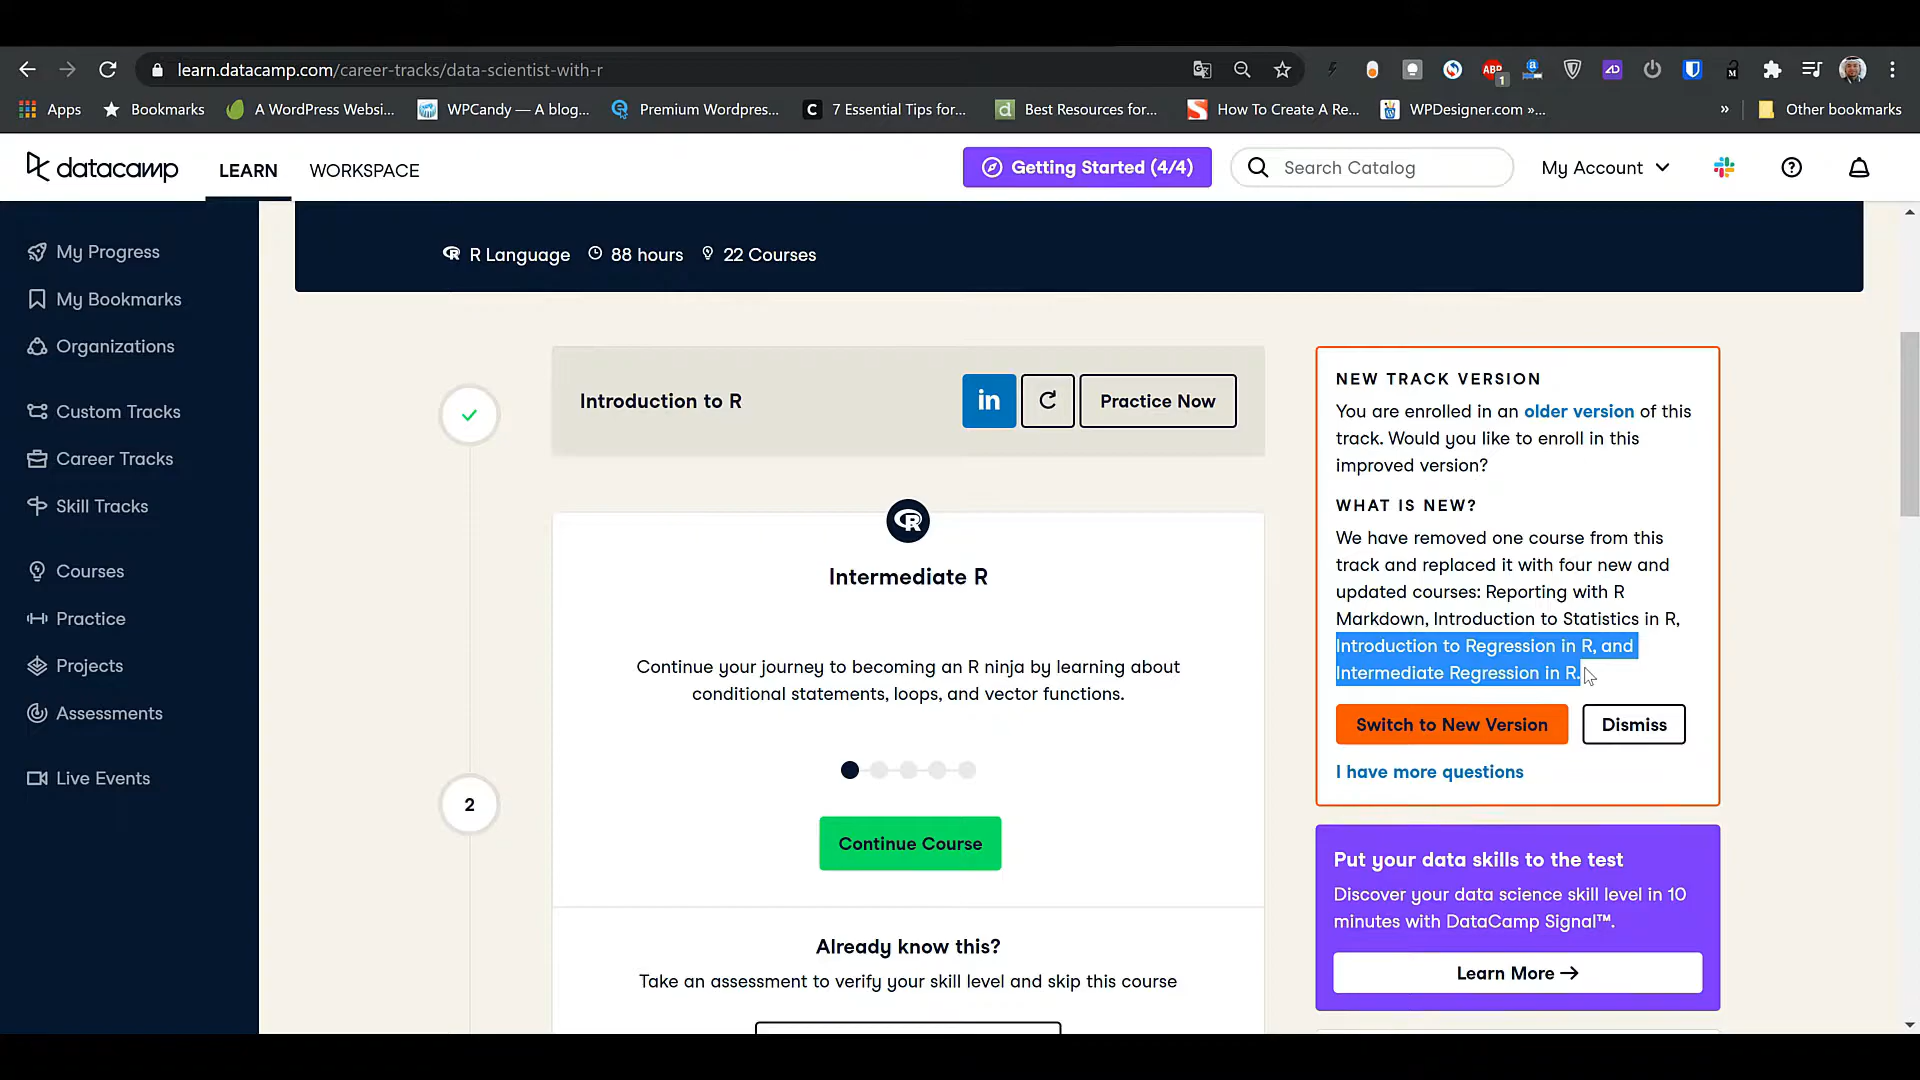 learn.datacamp.com/career-tracks/data-scientist-with-r
ABP
1
Apps
Bookmarks
A WordPress Websi...
WPCandy — A blog...
Premium Wordpres...
7 Essential Tips for...
Best Resources for...
How To Create A Re...
WPDesigner.com »...
»
Other bookmarks
datacamp
LEARN
WORKSPACE
Getting Started (4/4)
Search Catalog
My Account
My Progress
My Bookmarks
Organizations
Custom Tracks
Career Tracks
Skill Tracks
Courses
Practice
Projects
Assessments
Live Events
R Language
88 hours
22 Courses
Introduction to R
in
Practice Now
R
Intermediate R
Continue your journey to becoming an R ninja by learning about
conditional statements, loops, and vector functions.
2
Continue Course
Already know this?
Take an assessment to verify your skill level and skip this course
NEW TRACK VERSION
You are enrolled in an older version of this
track. Would you like to enroll in this
improved version?
WHAT IS NEW?
We have removed one course from this
track and replaced it with four new and
updated courses: Reporting with R
Markdown, Introduction to Statistics in R,
Introduction to Regression in R, and
Intermediate Regression in R.
Switch to New Version
Dismiss
I have more questions
Put your data skills to the test
Discover your data science skill level in 10
minutes with DataCamp Signal™.
Learn More →